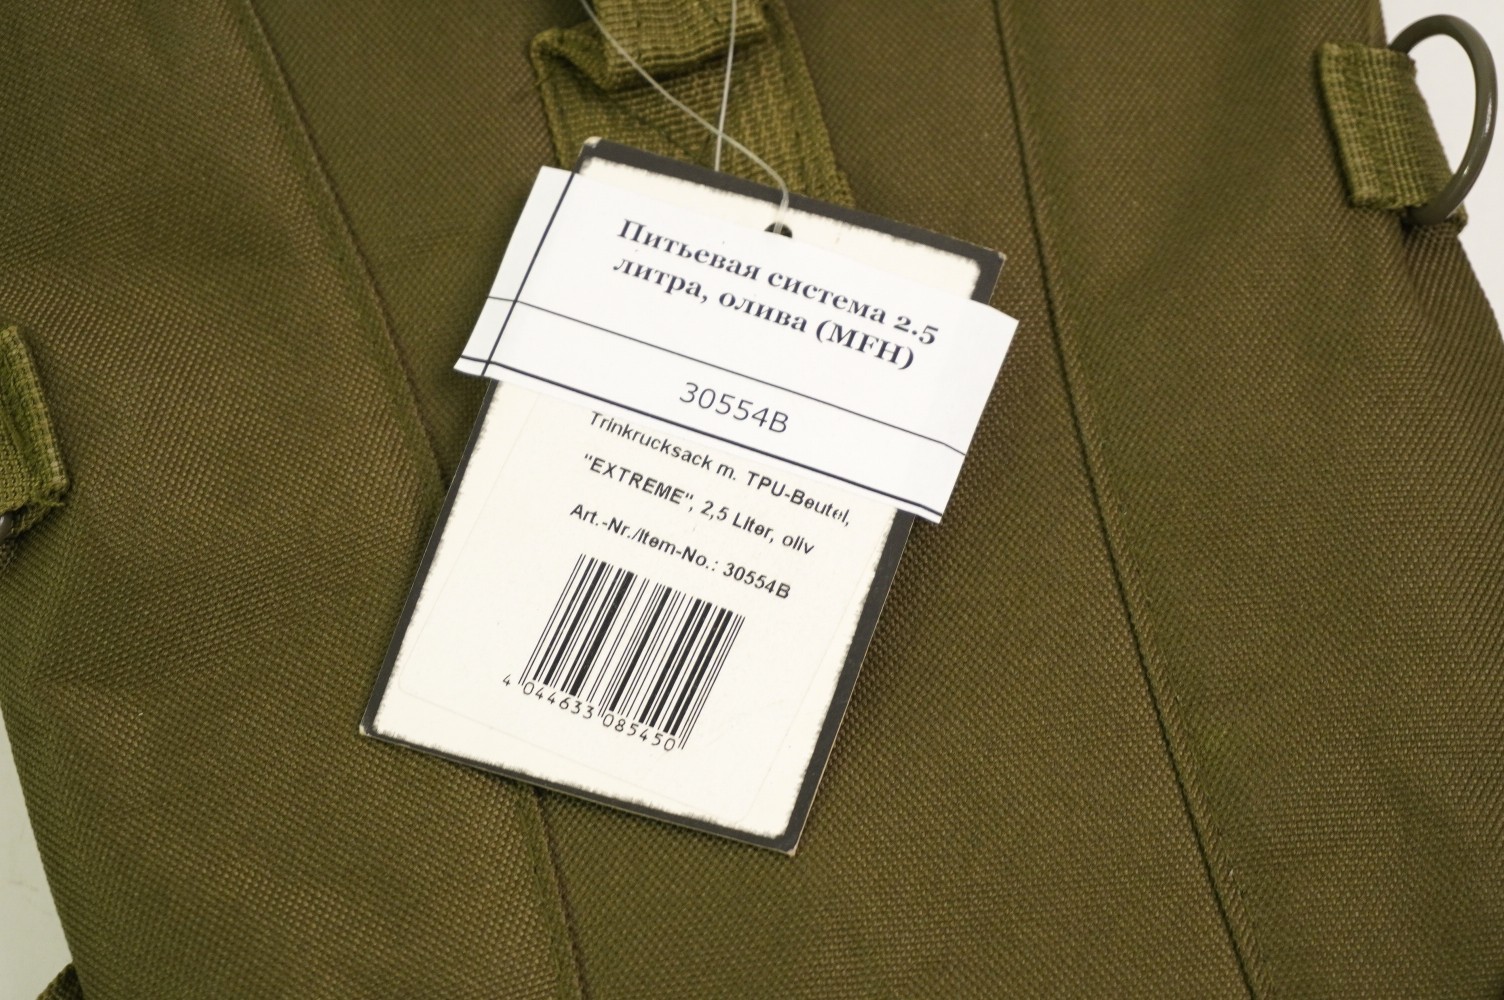 Питьевая система 2.5
литра, олива (MFH)
30554B
Trinkrucksack m. TPU-Beutel,
"EXTREME", 2,5 Liter, oliv
Art.-Nr./Item-No.: 30554B
4 044633 085450